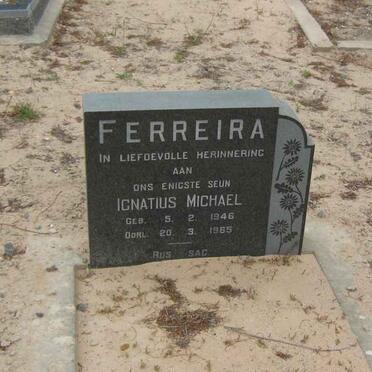 FERREIRA
IN LIEFDEVOLLE HERINNERING
AAN
ONS ENIGSTE SEUN
IGNATIUS MICHAEL
GEB. 5. 2. 1946
OORL. 20. 3. 1965
RUS SAG